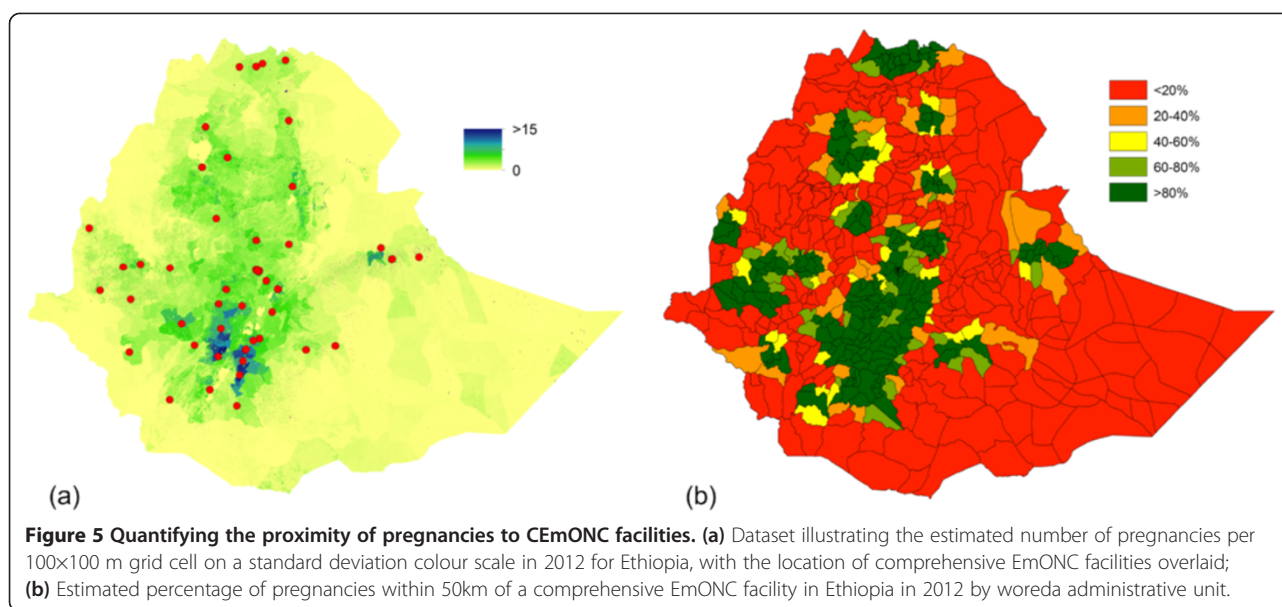 >15
0
<20%
20-40%
40-60%
60-80%
>80%
(a)
(b)
Figure 5 Quantifying the proximity of pregnancies to CEmONC facilities. (a) Dataset illustrating the estimated number of pregnancies per
100×100 m grid cell on a standard deviation colour scale in 2012 for Ethiopia, with the location of comprehensive EmONC facilities overlaid;
(b) Estimated percentage of pregnancies within 50km of a comprehensive EmONC facility in Ethiopia in 2012 by woreda administrative unit.